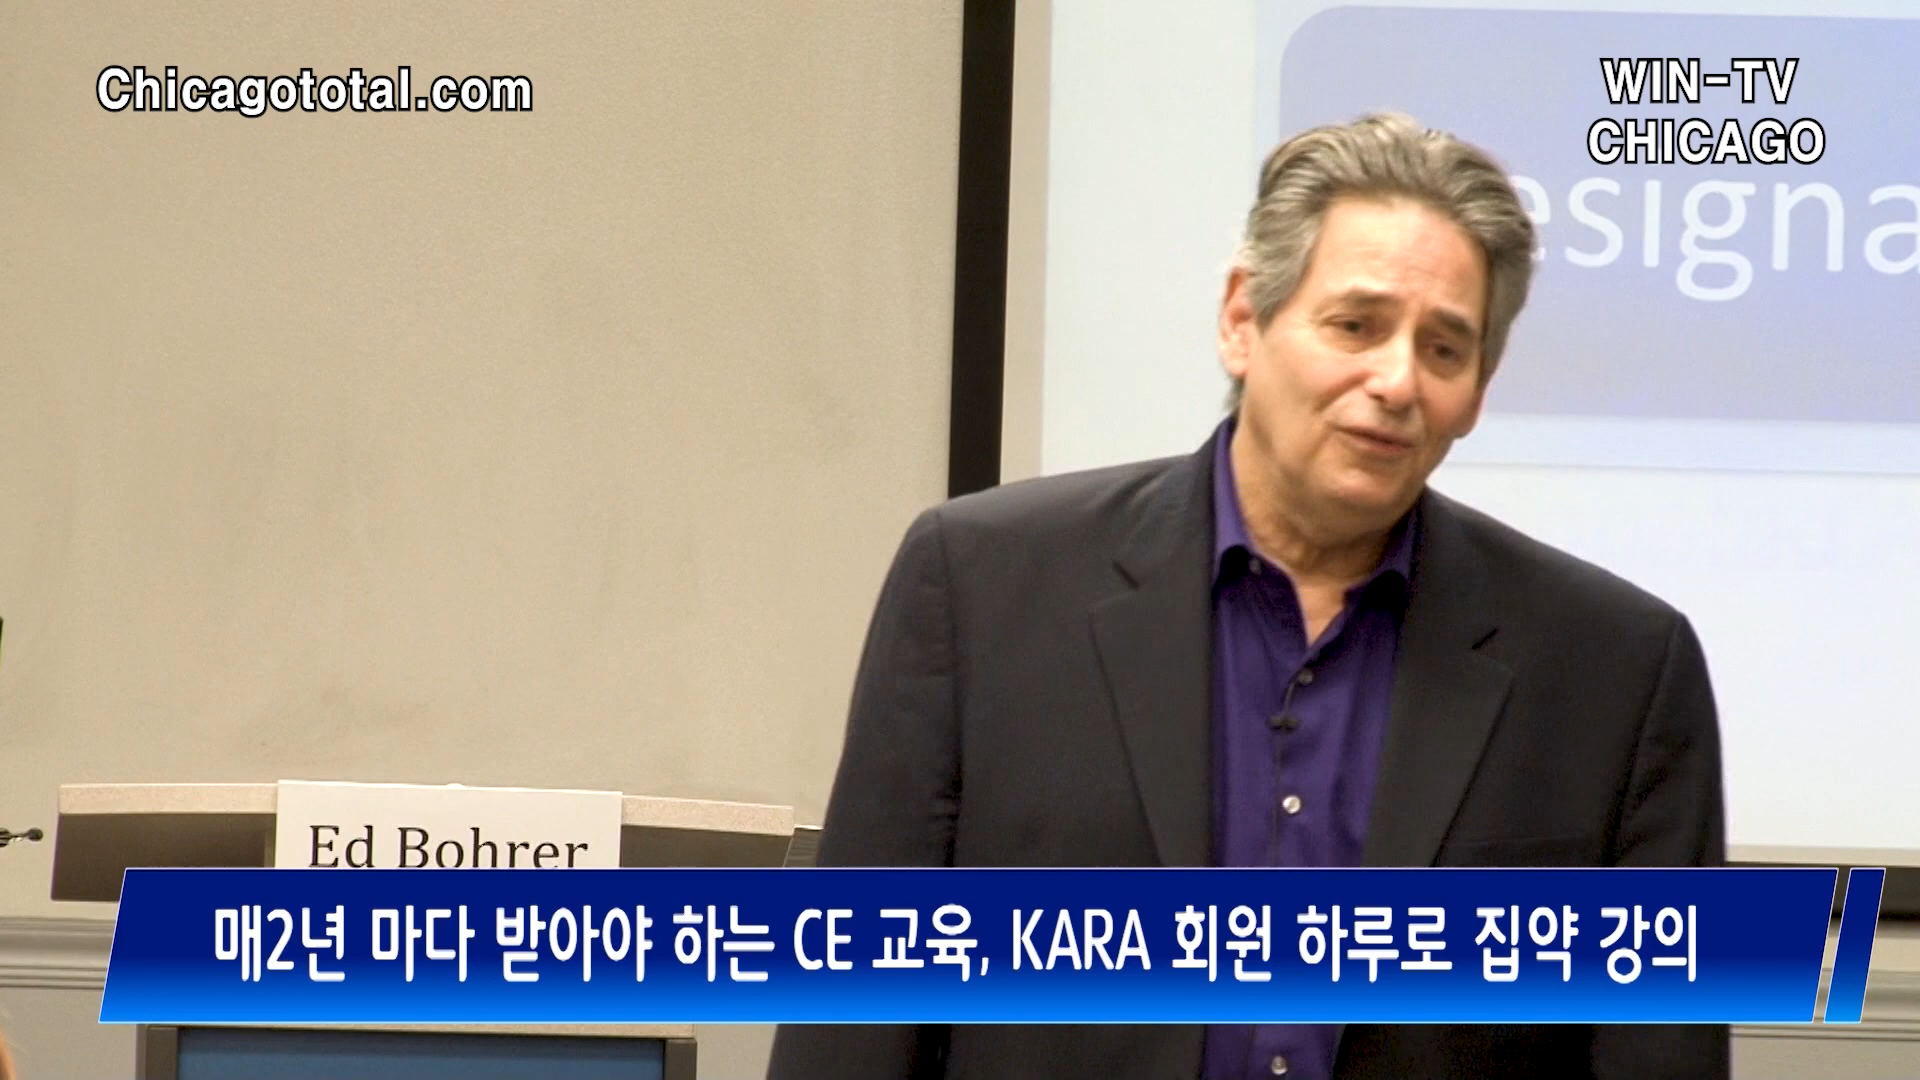 Chicagototal.com
WIN-TV
CHICAGO
esigna
Ed Bohrer
매2년 마다 받아야 하는 CE 교육, KARA 회원 하루로 집약 강의